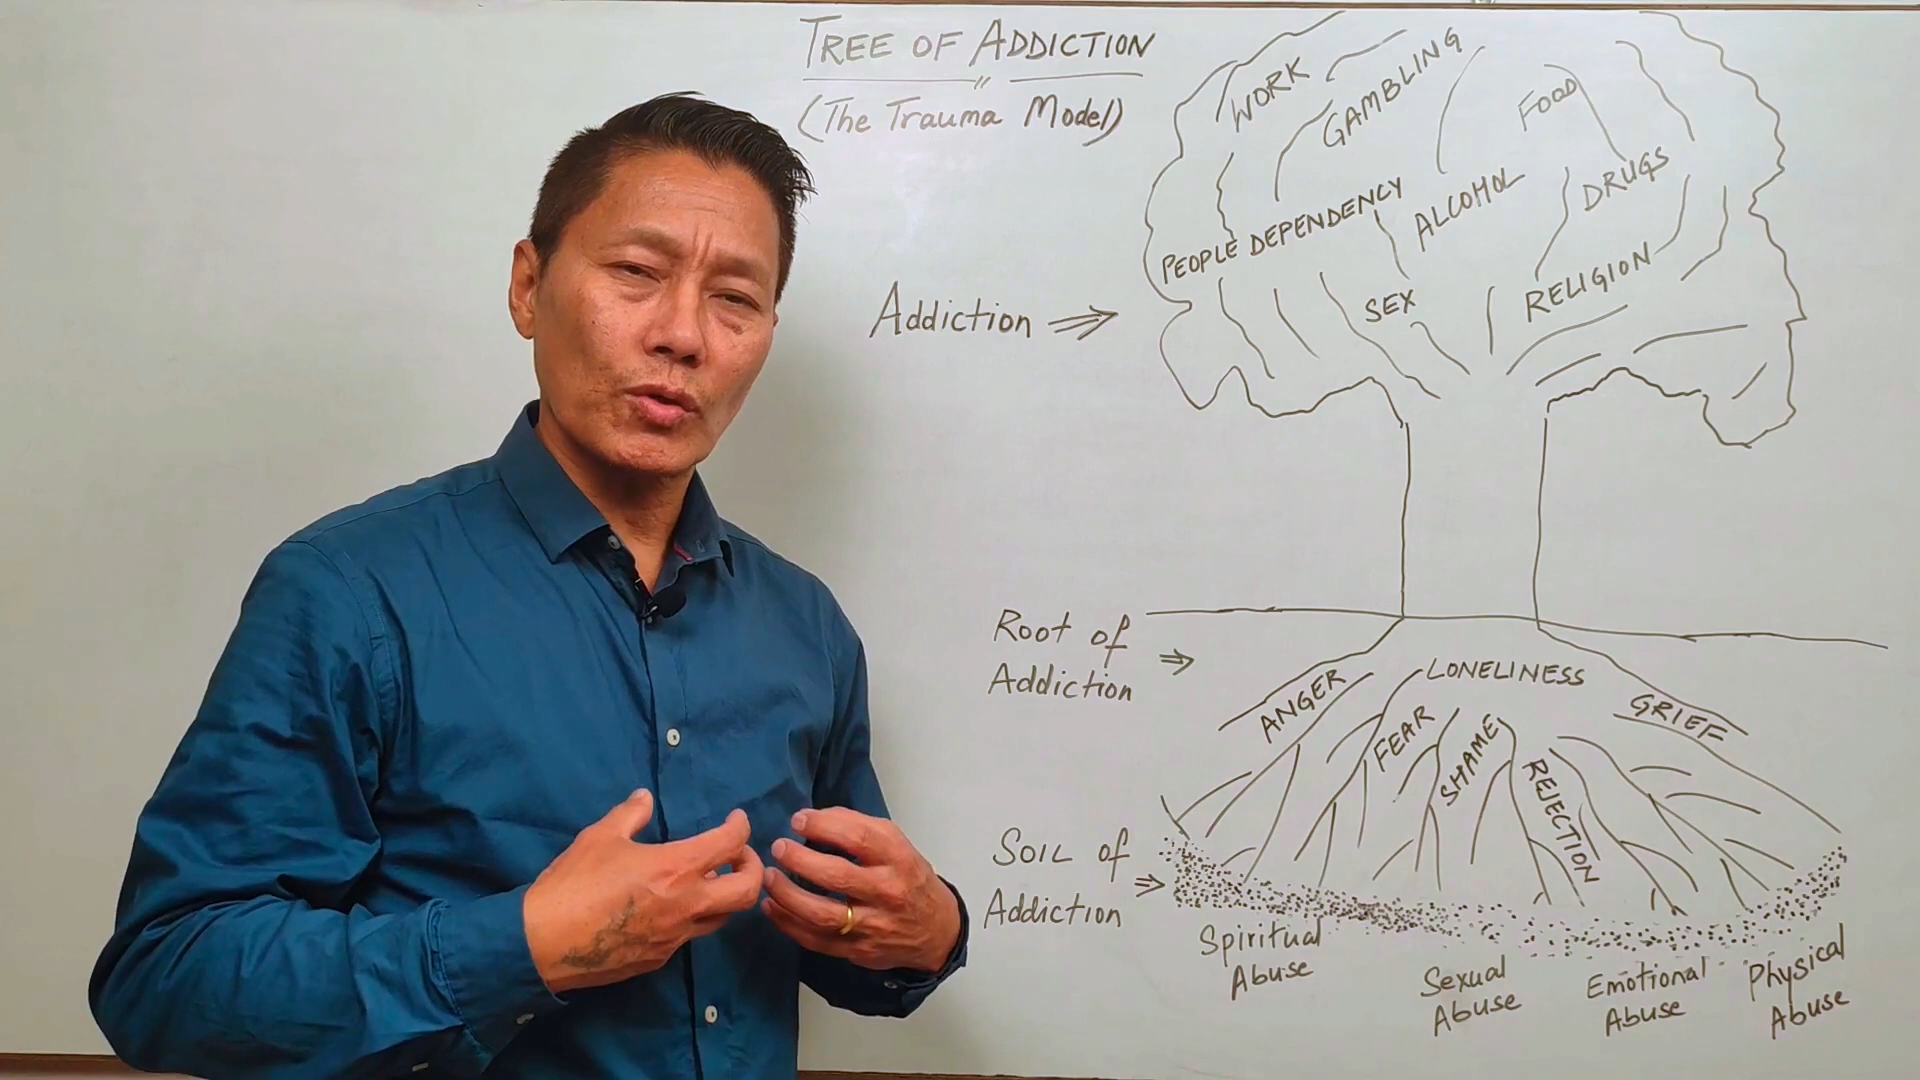 TREE OF ADDICTION
(The Trauma Model)
WORK
GAMBLING
FOOD
PEOPLE DEPENDENCY
ALCOHOL
DRUGS
SEX
RELIGION
Addiction ⇒
Root of
Addiction ⇒
ANGER
LONELINESS
GRIEF
FEAR
SHAME
REJECTION
SOIL of
Addiction ⇒
Spiritual
Abuse
Sexual
Abuse
Emotional
Abuse
Physical
Abuse